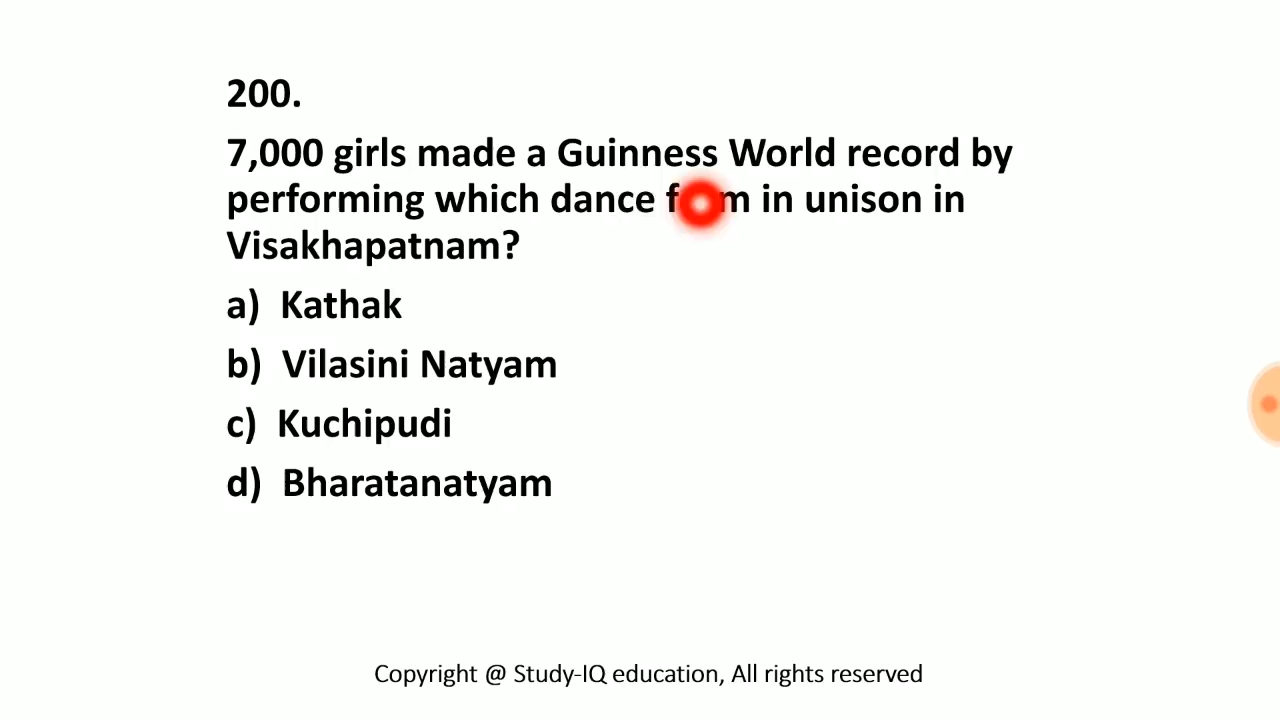 200.
7,000 girls made a Guinness World record by
performing which dance form in unison in
Visakhapatnam?
a) Kathak
b) Vilasini Natyam
c) Kuchipudi
d) Bharatanatyam
Copyright @ Study-IQ education, All rights reserved